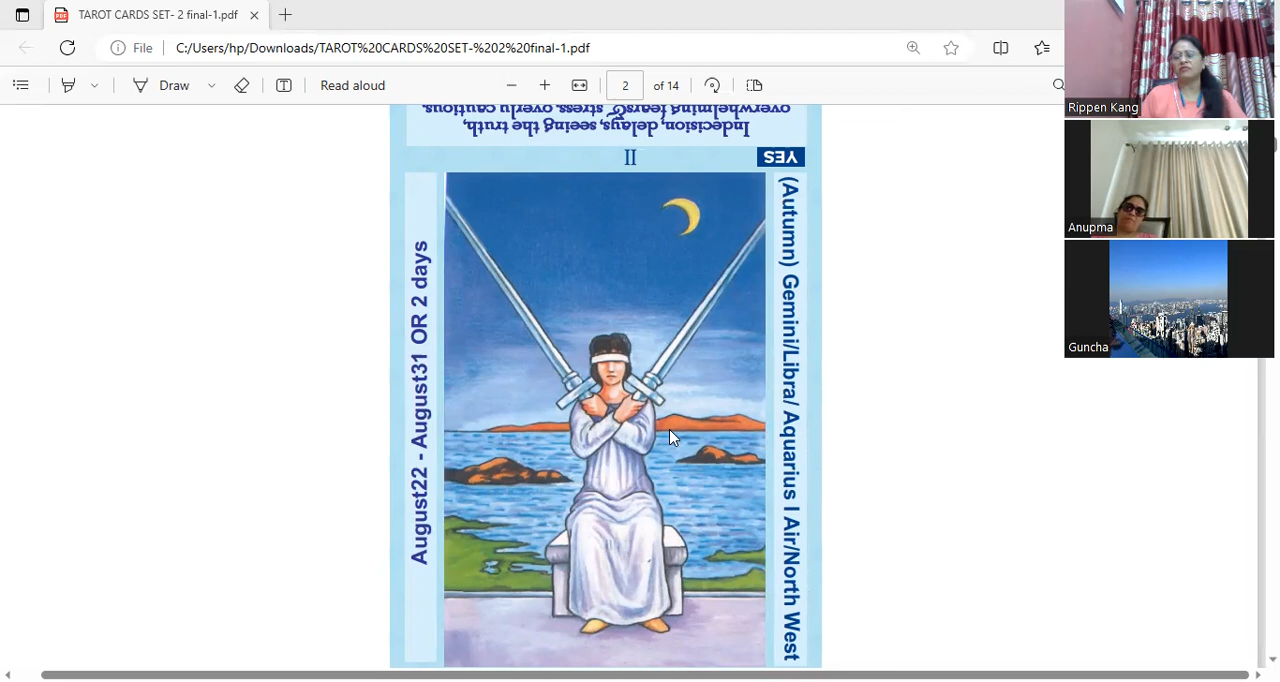 TAROT CARDS SET- 2 final-1.pdf
File
C:/Users/hp/Downloads/TAROT%20CARDS%20SET-%202%20final-1.pdf
Draw
Read aloud
2
of 14
overwhelming fears & stress, overly cautious,
Indecision, delays, seeing the truth,
II
YES
August22 - August31 OR 2 days
(Autumn) Gemini/Libra/ Aquarius I Air/North West
Rippen Kang
Anupma
Guncha